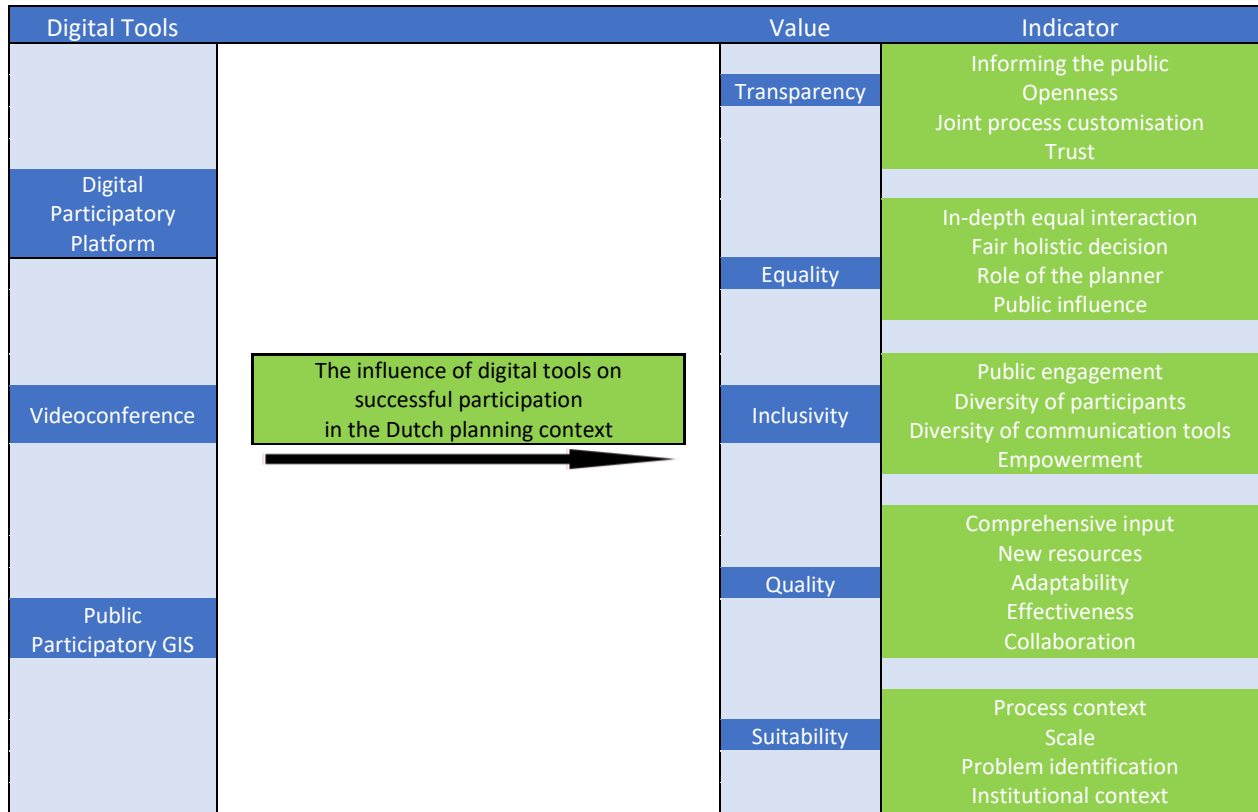 Digital Tools
Value
Indicator
Digital
Participatory
Platform
Videoconference
Public
Participatory GIS
The influence of digital tools on
successful participation
in the Dutch planning context
Transparency
Informing the public
Openness
Joint process customisation
Trust
Equality
In-depth equal interaction
Fair holistic decision
Role of the planner
Public influence
Inclusivity
Public engagement
Diversity of participants
Diversity of communication tools
Empowerment
Quality
Comprehensive input
New resources
Adaptability
Effectiveness
Collaboration
Suitability
Process context
Scale
Problem identification
Institutional context